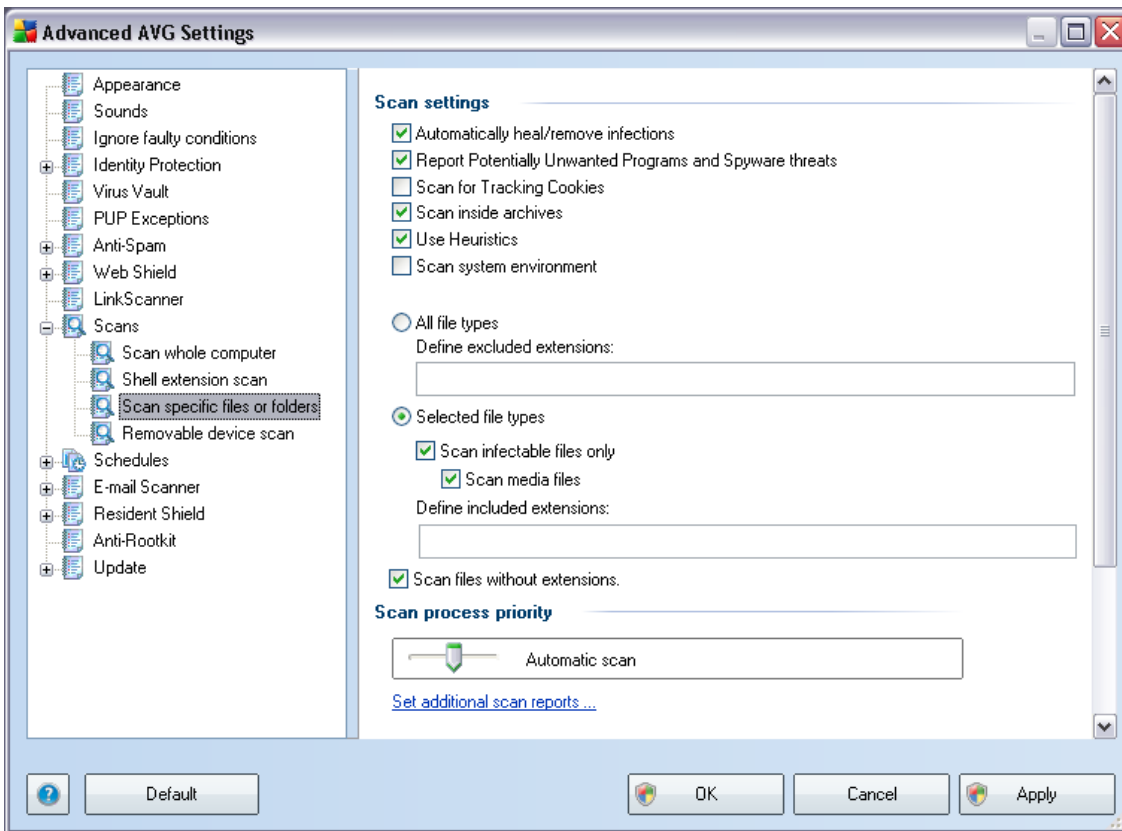 Advanced AVG Settings
Appearance
Sounds
Ignore faulty conditions
Identity Protection
Virus Vault
PUP Exceptions
Anti-Spam
Web Shield
LinkScanner
Scans
Scan whole computer
Shell extension scan
Scan specific files or folders
Removable device scan
Schedules
E-mail Scanner
Resident Shield
Anti-Rootkit
Update
Scan settings
Automatically heal/remove infections
Report Potentially Unwanted Programs and Spyware threats
Scan for Tracking Cookies
Scan inside archives
Use Heuristics
Scan system environment
All file types
Define excluded extensions:
Selected file types
Scan infectable files only
Scan media files
Define included extensions:
Scan files without extensions.
Scan process priority
Automatic scan
Set additional scan reports ...
Default
OK
Cancel
Apply